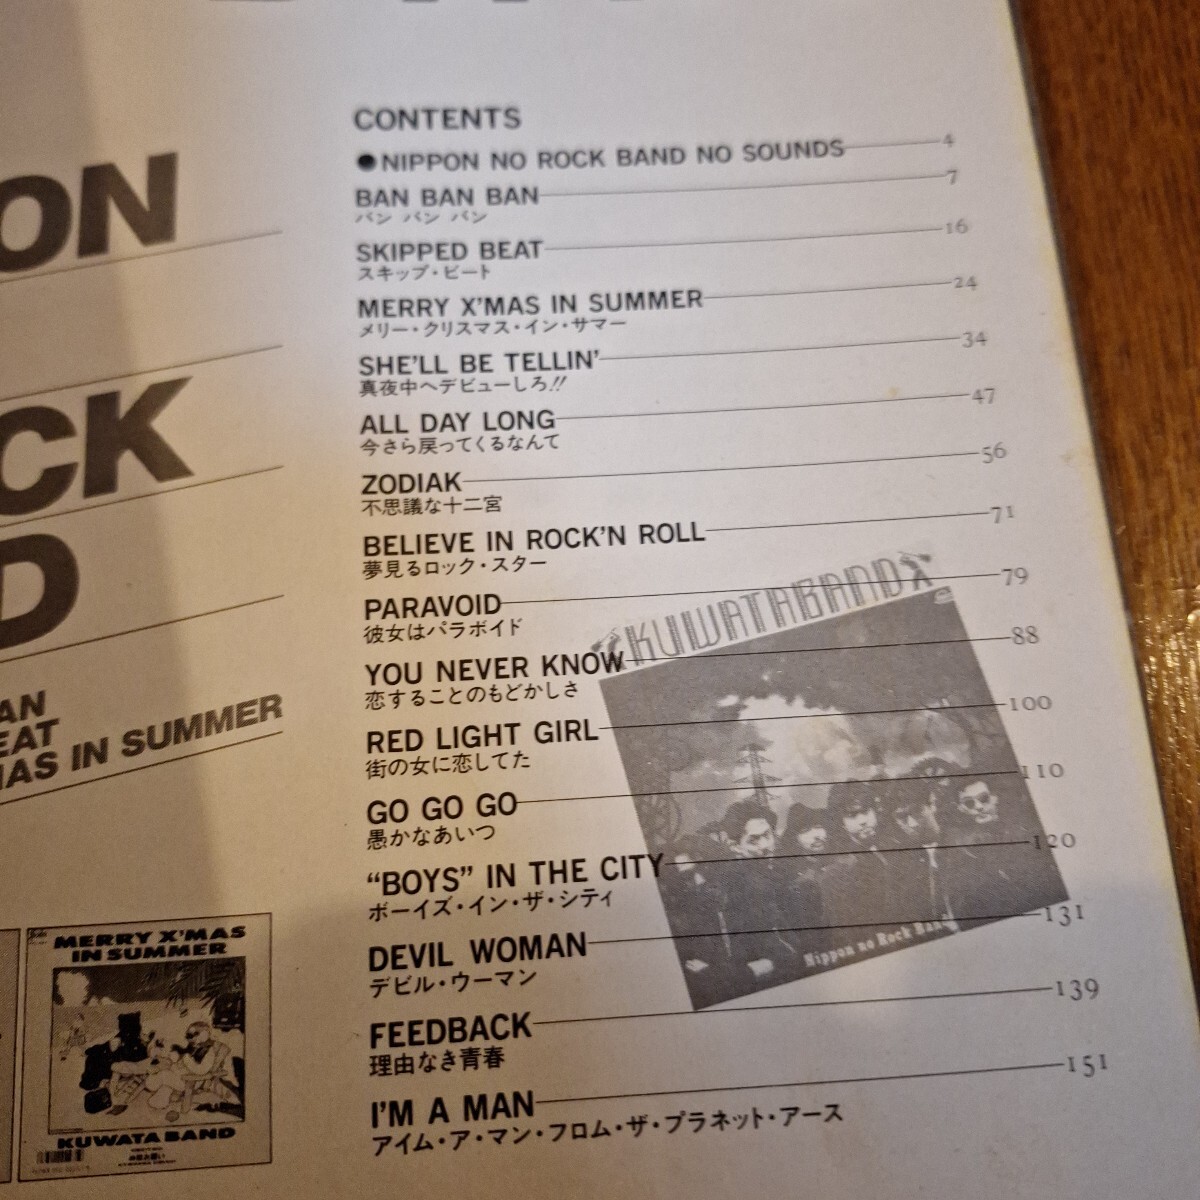 ON
CK
D
AN
EAT
MAS IN SUMMER
MERRY X'MAS
IN SUMMER
KUWATA BAND
CONTENTS
●NIPPON NO ROCK BAND NO SOUNDS 4
BAN BAN BAN 7
バン バン バン
SKIPPED BEAT 16
スキップ・ビート
MERRY X'MAS IN SUMMER 24
メリー・クリスマス・イン・サマー
SHE'LL BE TELLIN' 34
真夜中へデビューしろ!!
ALL DAY LONG 47
今さら戻ってくるなんて
ZODIAK 56
不思議な十二宮
BELIEVE IN ROCK'N ROLL 71
夢見るロック・スター
PARAVOID 79
彼女はパラボイド
YOU NEVER KNOW 88
恋することのもどかしさ
RED LIGHT GIRL 100
街の女に恋してた
GO GO GO 110
愚かなあいつ
“BOYS” IN THE CITY 120
ボーイズ・イン・ザ・シティ
DEVIL WOMAN 131
デビル・ウーマン
FEEDBACK 139
理由なき青春
I'M A MAN 151
アイム・ア・マン・フロム・ザ・プラネット・アース
KUWATABAND
Nippon no Rock Band